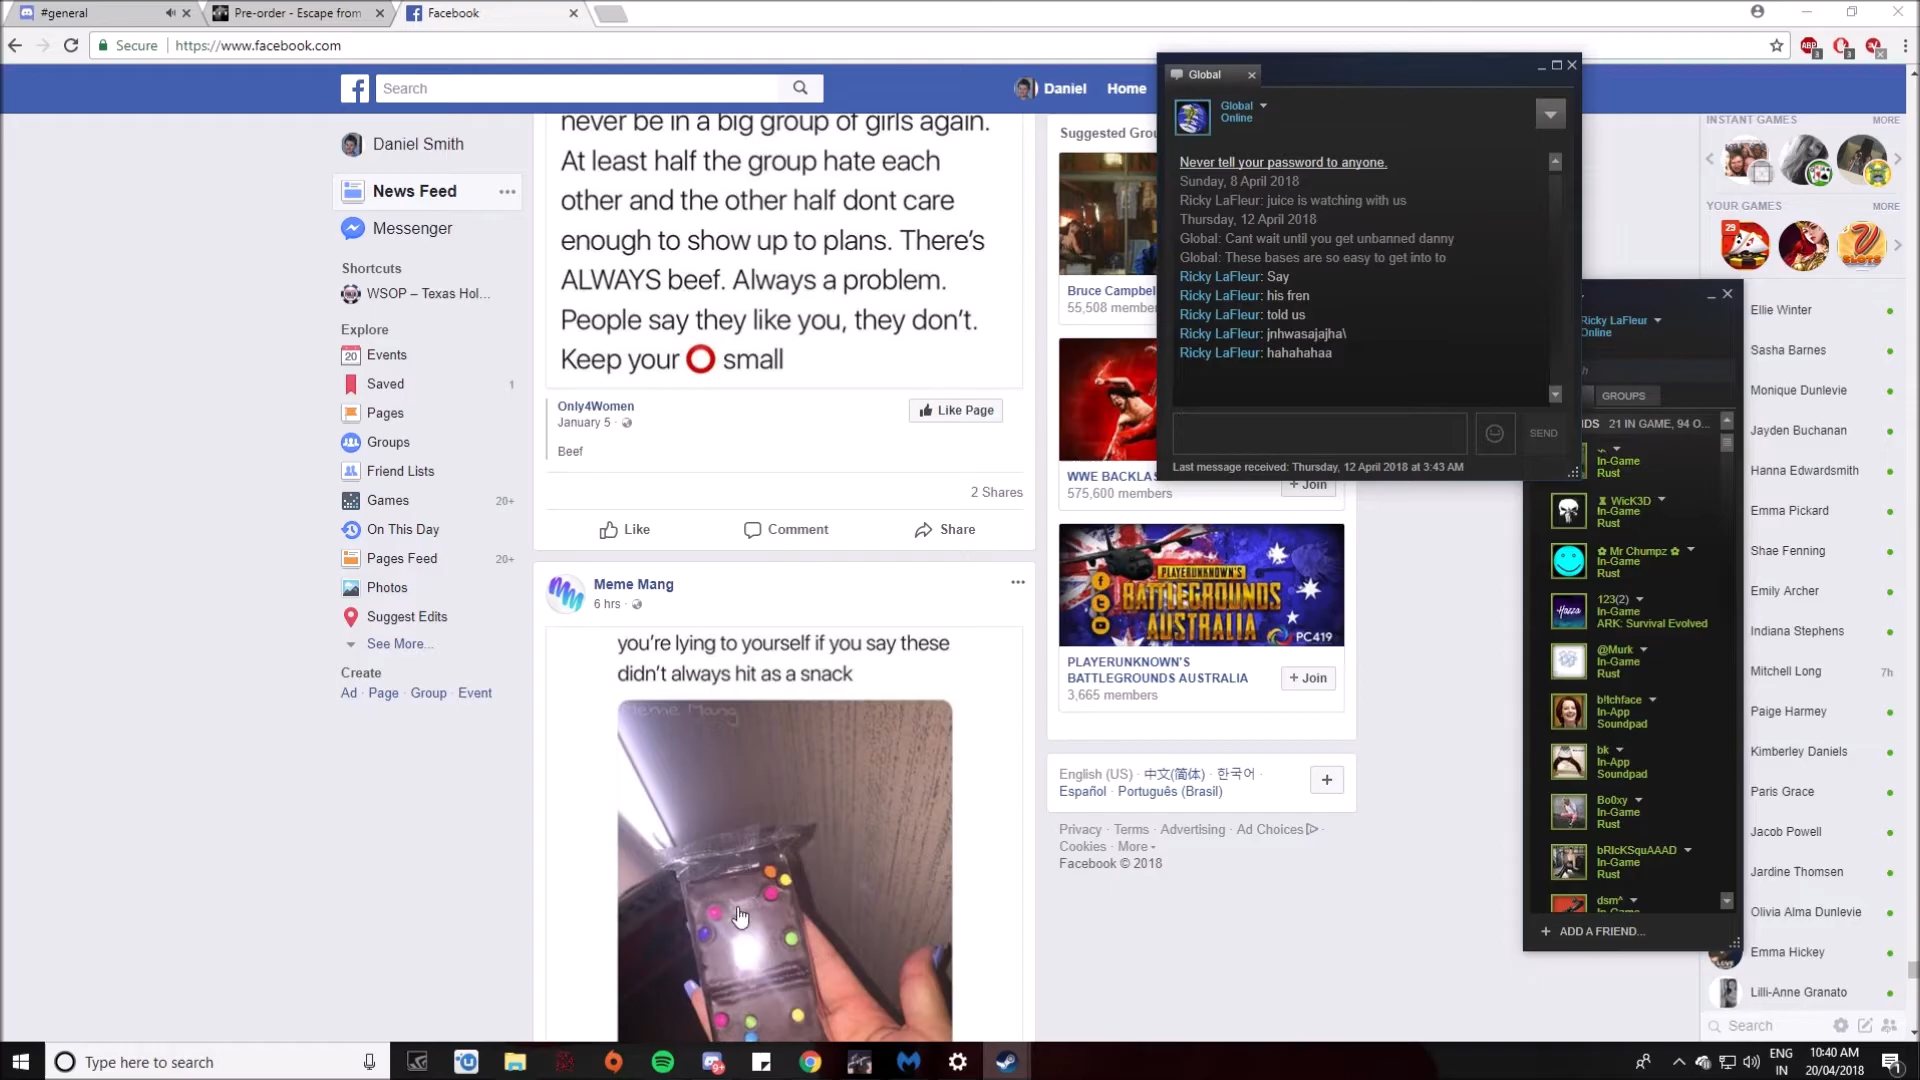 #general
Pre-order - Escape from
Facebook
Secure
https://www.facebook.com
Search
Daniel
Home
Daniel Smith
News Feed
Messenger
Shortcuts
WSOP – Texas Hol...
Explore
Events
Saved
1
Pages
Groups
Friend Lists
Games
20+
On This Day
Pages Feed
20+
Photos
Suggest Edits
See More...
Create
Ad · Page · Group · Event
never be in a big group of girls again.
At least half the group hate each
other and the other half dont care
enough to show up to plans. There's
ALWAYS beef. Always a problem.
People say they like you, they don't.
Keep your ⭕ small
Only4Women
January 5 ·
Like Page
Beef
2 Shares
Like
Comment
Share
Meme Mang
6 hrs ·
you're lying to yourself if you say these
didn't always hit as a snack
Meme Mang
Suggested Grou
Bruce Campbel
55,508 member
WWE BACKLAS
575,600 members
+ Join
PLAYERUNKNOWN'S
BATTLEGROUNDS
AUSTRALIA
PC419
PLAYERUNKNOWN'S
BATTLEGROUNDS AUSTRALIA
3,665 members
+ Join
English (US) · 中文(简体) · 한국어 ·
Español · Português (Brasil)
Privacy · Terms · Advertising · Ad Choices ·
Cookies · More
Facebook © 2018
Global
Global
Online
Never tell your password to anyone.
Sunday, 8 April 2018
Ricky LaFleur: juice is watching with us
Thursday, 12 April 2018
Global: Cant wait until you get unbanned danny
Global: These bases are so easy to get into to
Ricky LaFleur: Say
Ricky LaFleur: his fren
Ricky LaFleur: told us
Ricky LaFleur: jnhwasajajha\
Ricky LaFleur: hahahahaa
SEND
Last message received: Thursday, 12 April 2018 at 3:43 AM
Ricky LaFleur
Online
GROUPS
NDS 21 IN GAME, 94 O...
In-Game
Rust
WicK3D
In-Game
Rust
✿ Mr Chumpz ✿
In-Game
Rust
Hazza
123(2)
In-Game
ARK: Survival Evolved
@Murk
In-Game
Rust
b!tchface
In-App
Soundpad
bk
In-App
Soundpad
Bo0xy
In-Game
Rust
bRIcKSquAAAD
In-Game
Rust
dsm^
In-Game
+ ADD A FRIEND...
INSTANT GAMES
MORE
YOUR GAMES
MORE
29
SLOTS
Ellie Winter
Sasha Barnes
Monique Dunlevie
Jayden Buchanan
Hanna Edwardsmith
Emma Pickard
Shae Fenning
Emily Archer
Indiana Stephens
Mitchell Long
7h
Paige Harmey
Kimberley Daniels
Paris Grace
Jacob Powell
Jardine Thomsen
Olivia Alma Dunlevie
Emma Hickey
Lilli-Anne Granato
Search
Type here to search
ENG
IN
10:40 AM
20/04/2018